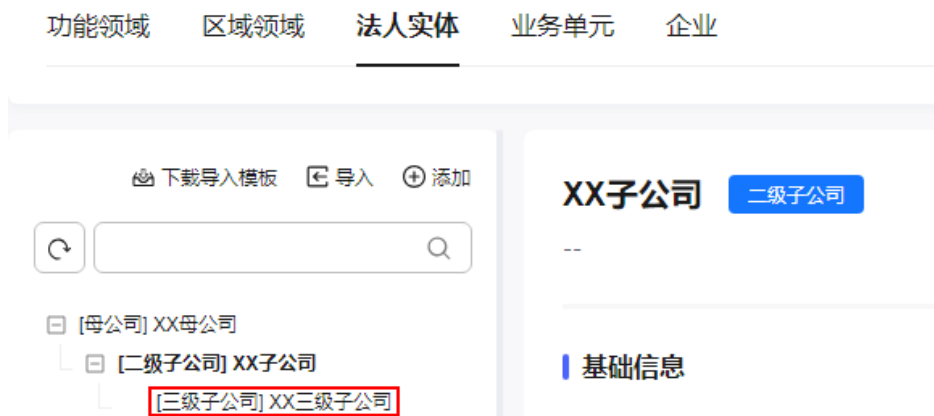 功能领域 区域领域 法人实体 业务单元 企业
下载导入模板 导入 添加
XX子公司 二级子公司
--
[母公司] XX母公司
[二级子公司] XX子公司
基础信息
[三级子公司] XX三级子公司